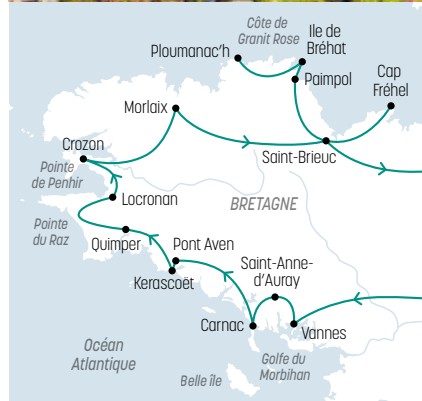 Côte de
Granit Rose
Ploumanac'h
Ile de
Bréhat
Paimpol
Cap
Fréhel
Morlaix
Crozon
Saint-Brieuc
Pointe
de Penhir
Locronan
BRETAGNE
Pointe
du Raz
Quimper
Pont Aven
Saint-Anne-
d'Auray
Kerascoët
Carnac
Vannes
Océan
Atlantique
Golfe du
Morbihan
Belle île